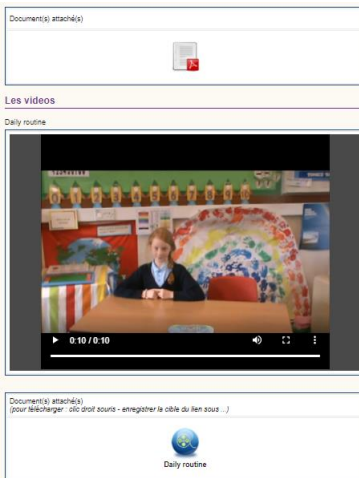 Document(s) attaché(s)
Les videos
Daily routine
0:10 / 0:10
Document(s) attaché(s)
(pour télécharger : clic droit souris - enregistrer la cible du lien sous ...)
Daily routine